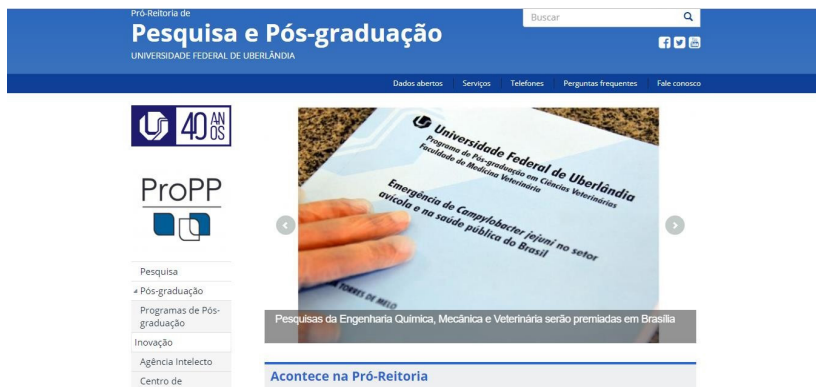 Pró-Reitoria de
Pesquisa e Pós-graduação
UNIVERSIDADE FEDERAL DE UBERLÂNDIA
Buscar
Dados abertos
Serviços
Telefones
Perguntas frequentes
Fale conosco
40 ANOS
ProPP
Pesquisa
Pós-graduação
Programas de Pós-
graduação
Inovação
Agência Intelecto
Centro de
Universidade Federal de Uberlândia
Programa de Pós-graduação em Ciências Veterinárias
Faculdade de Medicina Veterinária
Emergência de Campylobacter jejuni no setor
avícola e na saúde pública do Brasil
TORRES DE MELO
Pesquisas da Engenharia Química, Mecânica e Veterinária serão premiadas em Brasília
Acontece na Pró-Reitoria